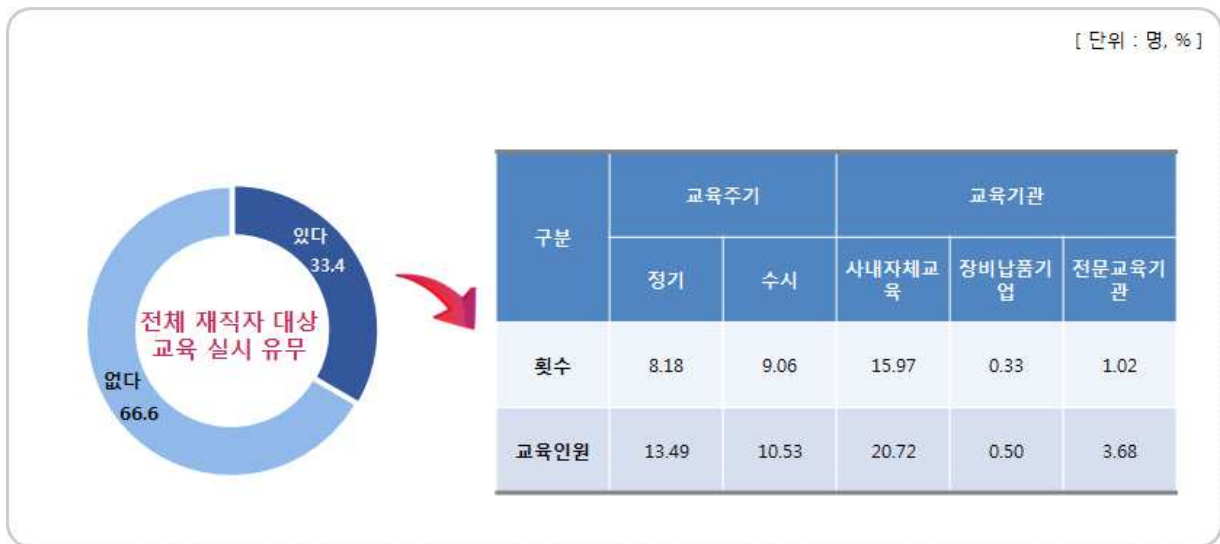 [ 단위 : 명, % ]
있다
33.4
전체 재직자 대상
교육 실시 유무
없다
66.6
구분 교육주기 교육기관
정기 수시 사내자체교 장비납품기 전문교육기
육 업 관
횟수 8.18 9.06 15.97 0.33 1.02
교육인원 13.49 10.53 20.72 0.50 3.68